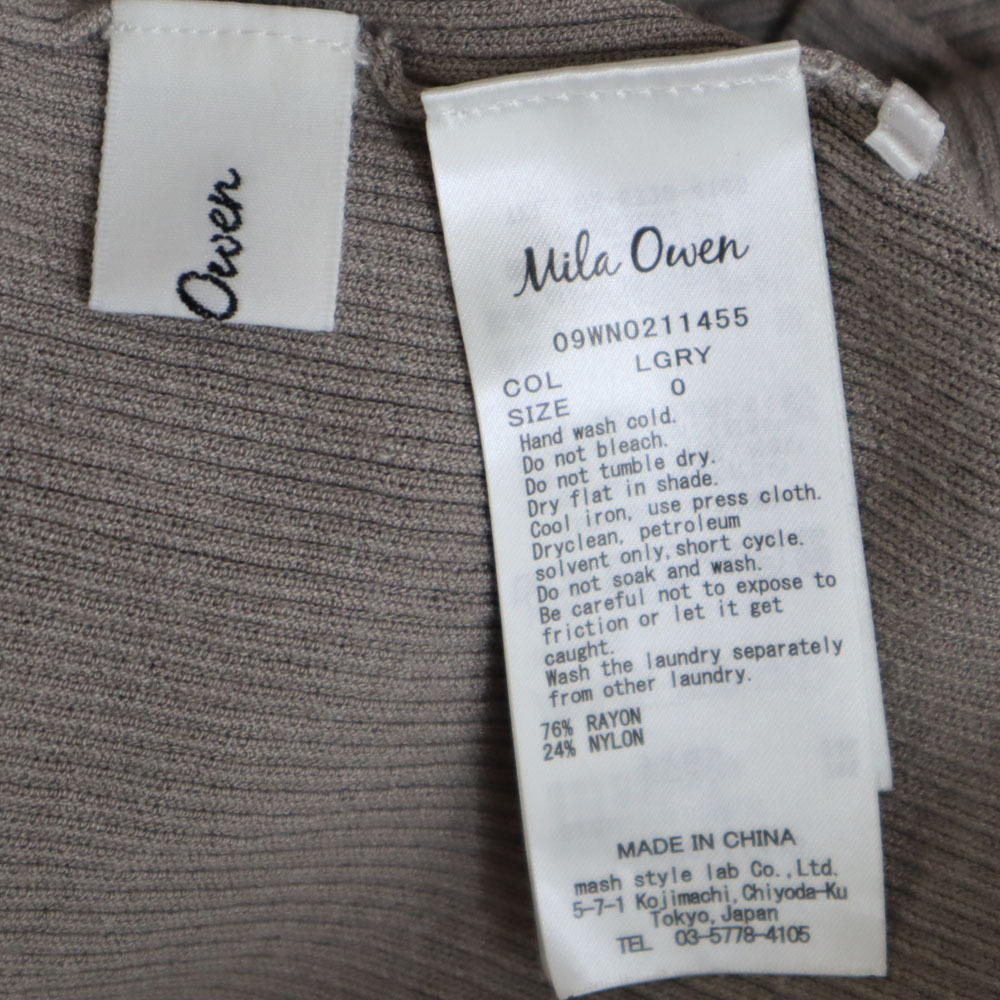 Owen
Mila Owen
09WNO211455
COL LGRY
SIZE 0
Hand wash cold.
Do not bleach.
Do not tumble dry.
Dry flat in shade.
Cool iron, use press cloth.
Dryclean, petroleum
solvent only,short cycle.
Do not soak and wash.
Be careful not to expose to
friction or let it get
caught.
Wash the laundry separately
from other laundry.
76% RAYON
24% NYLON
MADE IN CHINA
mash style lab Co.,Ltd.
5-7-1 Kojimachi,Chiyoda-Ku
Tokyo,Japan
TEL 03-5778-4105